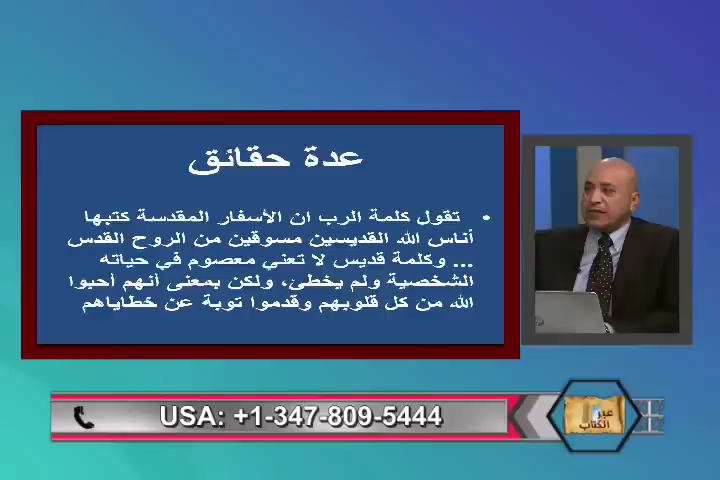 عدة حقائق
• تقول كلمة الرب ان الأسفار المقدسة كتبها
أناس الله القديسين مسوقين من الروح القدس
... وكلمة قديس لا تعني معصوم في حياته
الشخصية ولم يخطئ، ولكن بمعنى أنهم أحبوا
الله من كل قلوبهم وقدموا توبة عن خطاياهم
USA: +1-347-809-5444
عبر
الكتاب